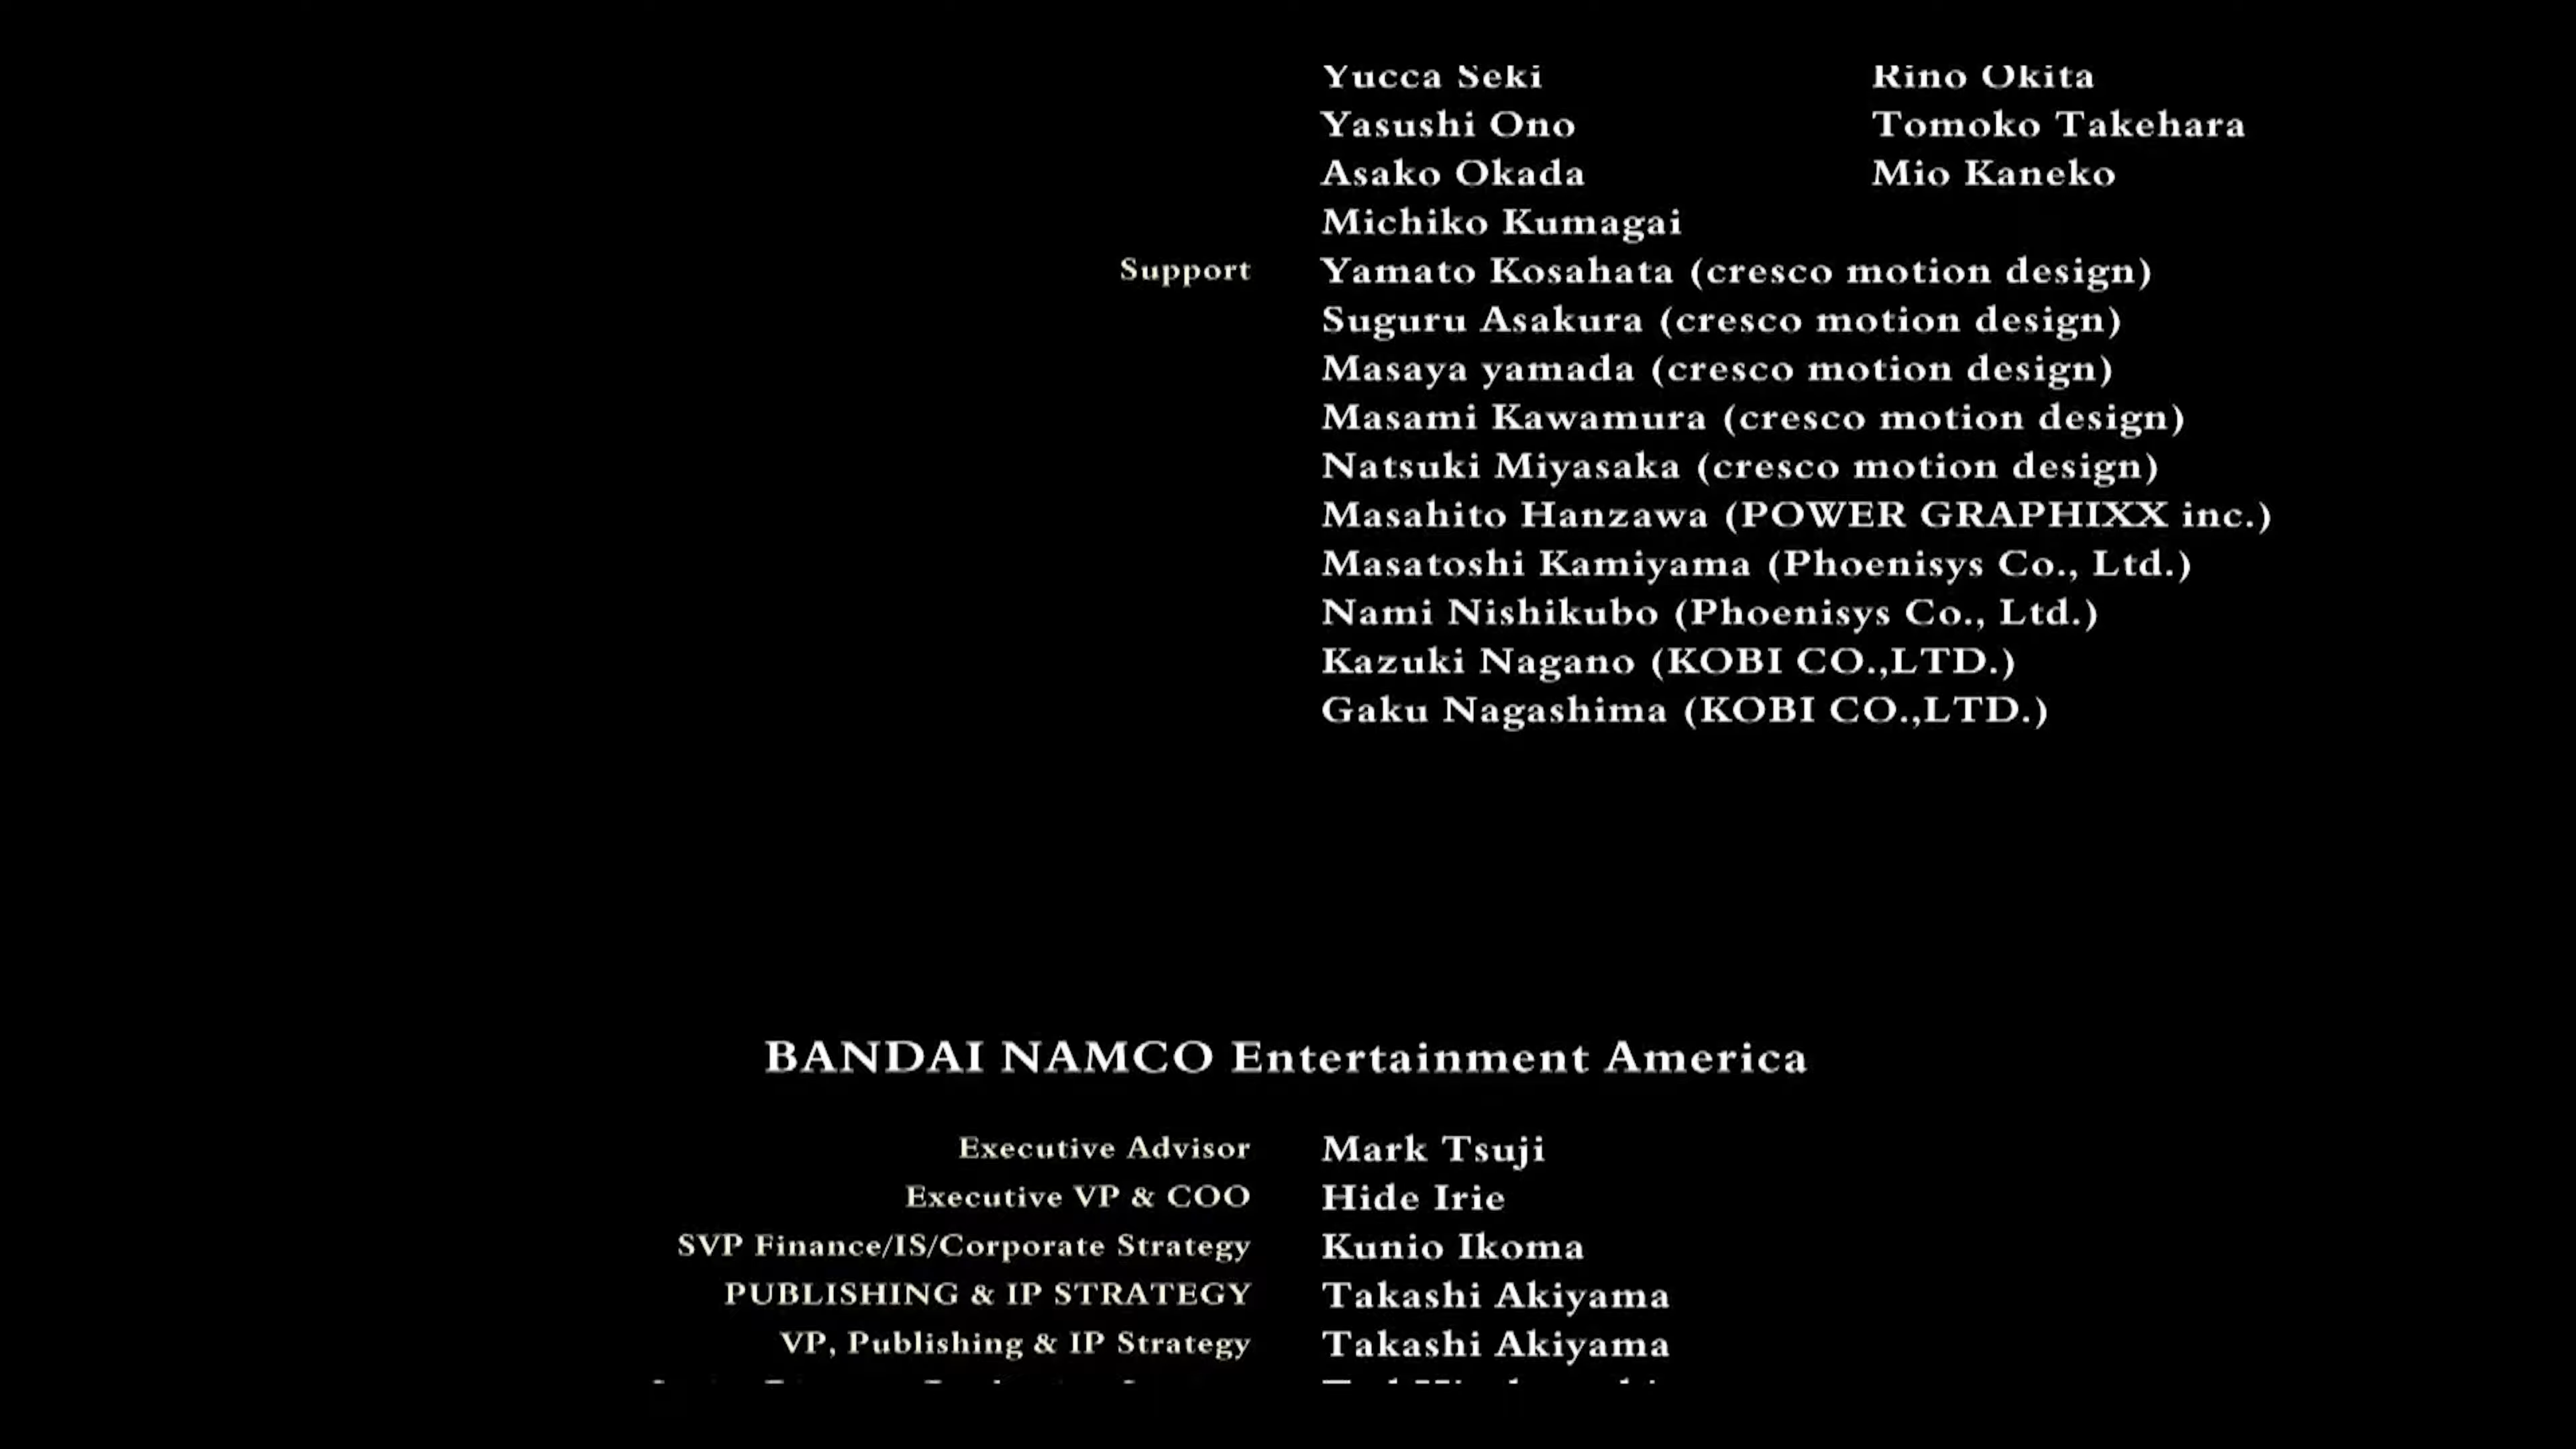 Yucca Seki Rino Okita
Yasushi Ono Tomoko Takehara
Asako Okada Mio Kaneko
Michiko Kumagai
Support Yamato Kosahata (cresco motion design)
Suguru Asakura (cresco motion design)
Masaya yamada (cresco motion design)
Masami Kawamura (cresco motion design)
Natsuki Miyasaka (cresco motion design)
Masahito Hanzawa (POWER GRAPHIXX inc.)
Masatoshi Kamiyama (Phoenisys Co., Ltd.)
Nami Nishikubo (Phoenisys Co., Ltd.)
Kazuki Nagano (KOBI CO.,LTD.)
Gaku Nagashima (KOBI CO.,LTD.)
BANDAI NAMCO Entertainment America
Executive Advisor Mark Tsuji
Executive VP & COO Hide Irie
SVP Finance/IS/Corporate Strategy Kunio Ikoma
PUBLISHING & IP STRATEGY Takashi Akiyama
VP, Publishing & IP Strategy Takashi Akiyama